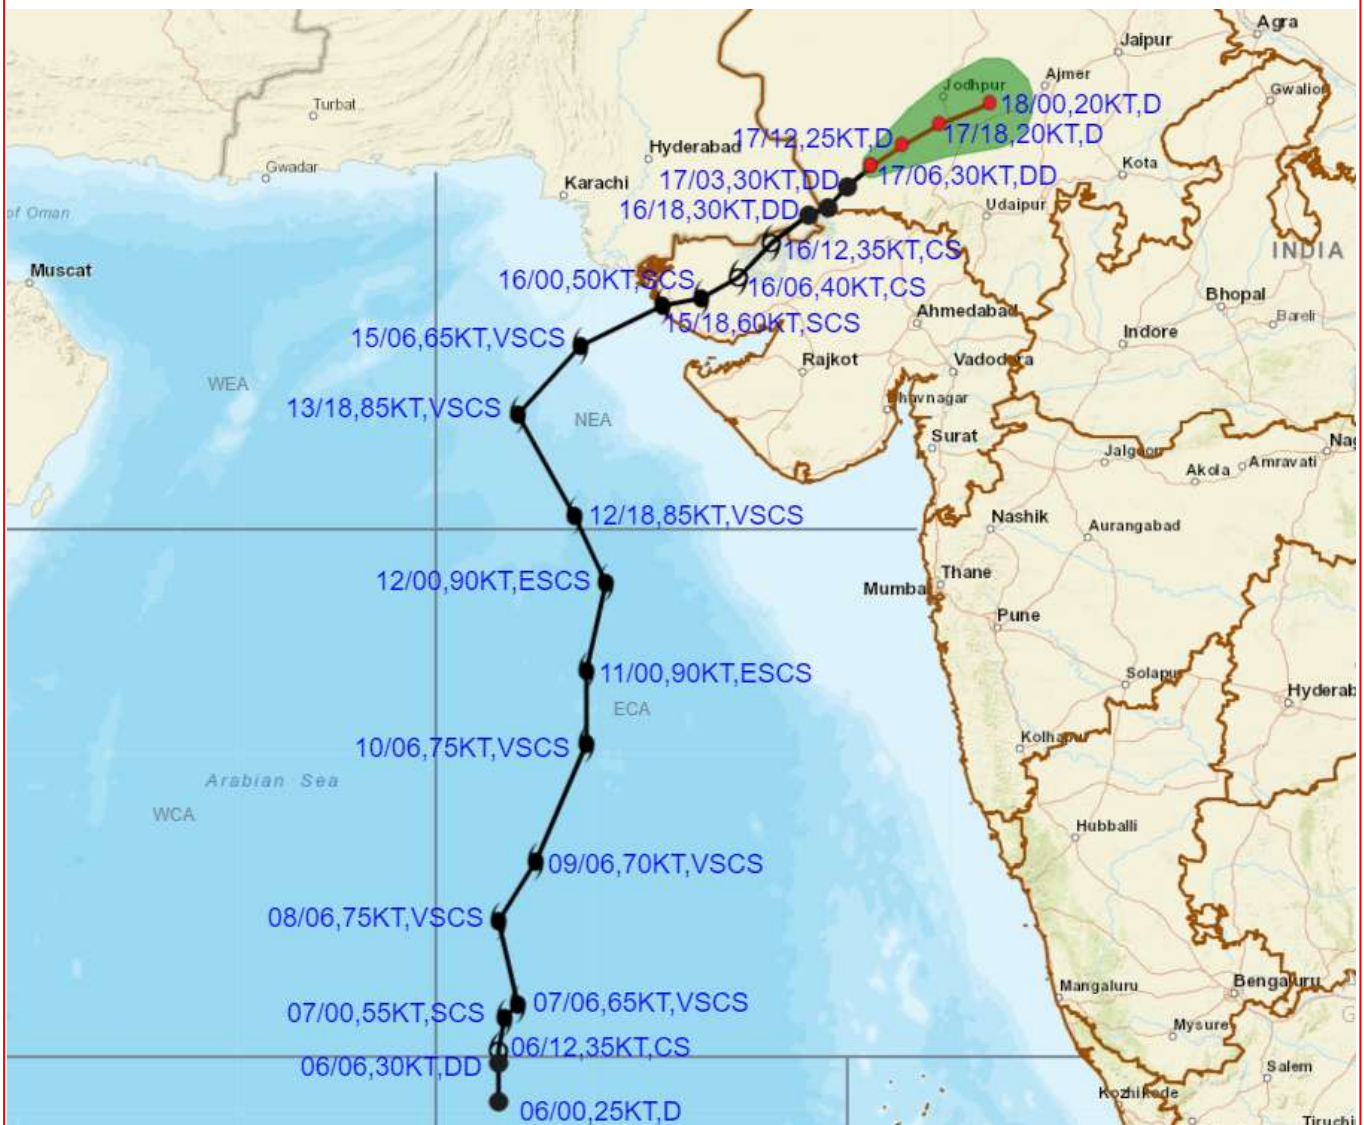 Agra
Jaipur
Jodhpur
Ajmer
Gwalior
Turbat
18/00,20KT,D
17/12,25KT,D
17/18,20KT,D
Hyderabad
Kota
Gwadar
Karachi
17/03,30KT,DD
17/06,30KT,DD
of Oman
16/18,30KT,DD
Udaipur
16/12,35KT,CS
INDIA
Muscat
16/00,50KT,SCS
16/06,40KT,CS
Bhopal
Ahmedabad
Bareli
15/18,60KT,SCS
Indore
15/06,65KT,VSCS
Rajkot
Vadodara
WEA
13/18,85KT,VSCS
NEA
Bhavnagar
Surat
Jalgaon
Nag
Akola
Amravati
12/18,85KT,VSCS
Nashik
Aurangabad
12/00,90KT,ESCS
Thane
Mumbai
Pune
11/00,90KT,ESCS
Solapur
Hyderab
ECA
10/06,75KT,VSCS
Kolhapur
Arabian Sea
WCA
Hubballi
09/06,70KT,VSCS
08/06,75KT,VSCS
Bengaluru
Mangaluru
07/06,65KT,VSCS
07/00,55KT,SCS
Mysuru
06/12,35KT,CS
06/06,30KT,DD
Salem
Kozhikode
06/00,25KT,D
Tiruchi